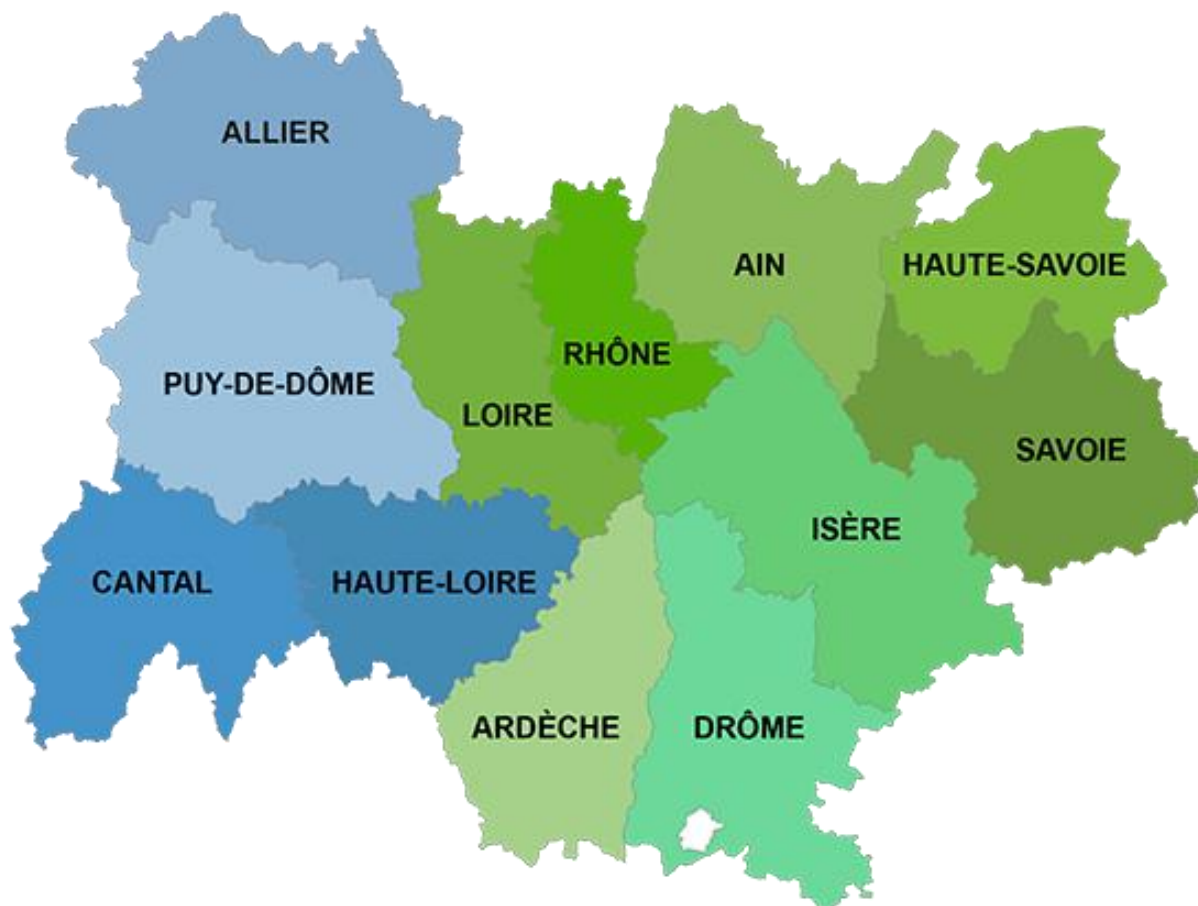 ALLIER
AIN
HAUTE-SAVOIE
RHÔNE
PUY-DE-DÔME
LOIRE
SAVOIE
ISÈRE
CANTAL
HAUTE-LOIRE
ARDÈCHE
DRÔME